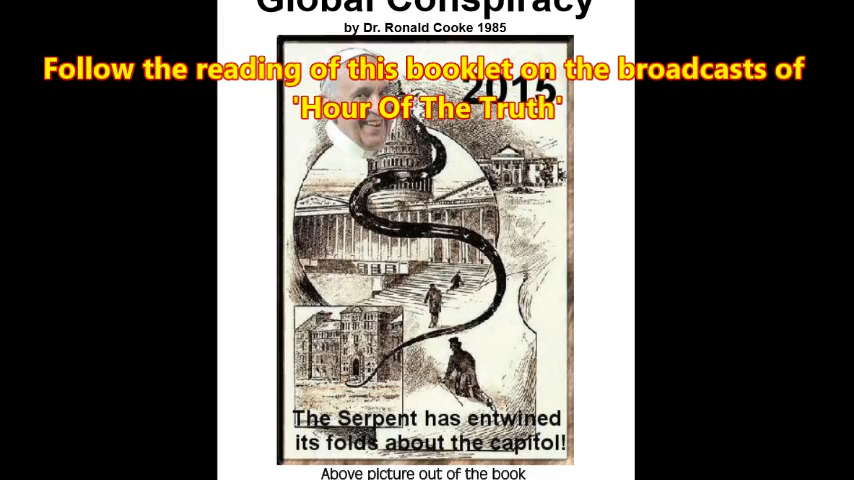 Global Conspiracy
by Dr. Ronald Cooke 1985
Follow the reading of this booklet on the broadcasts of
2015
'Hour Of The Truth'
The Serpent has entwined
its folds about the capitol!
Above picture out of the book